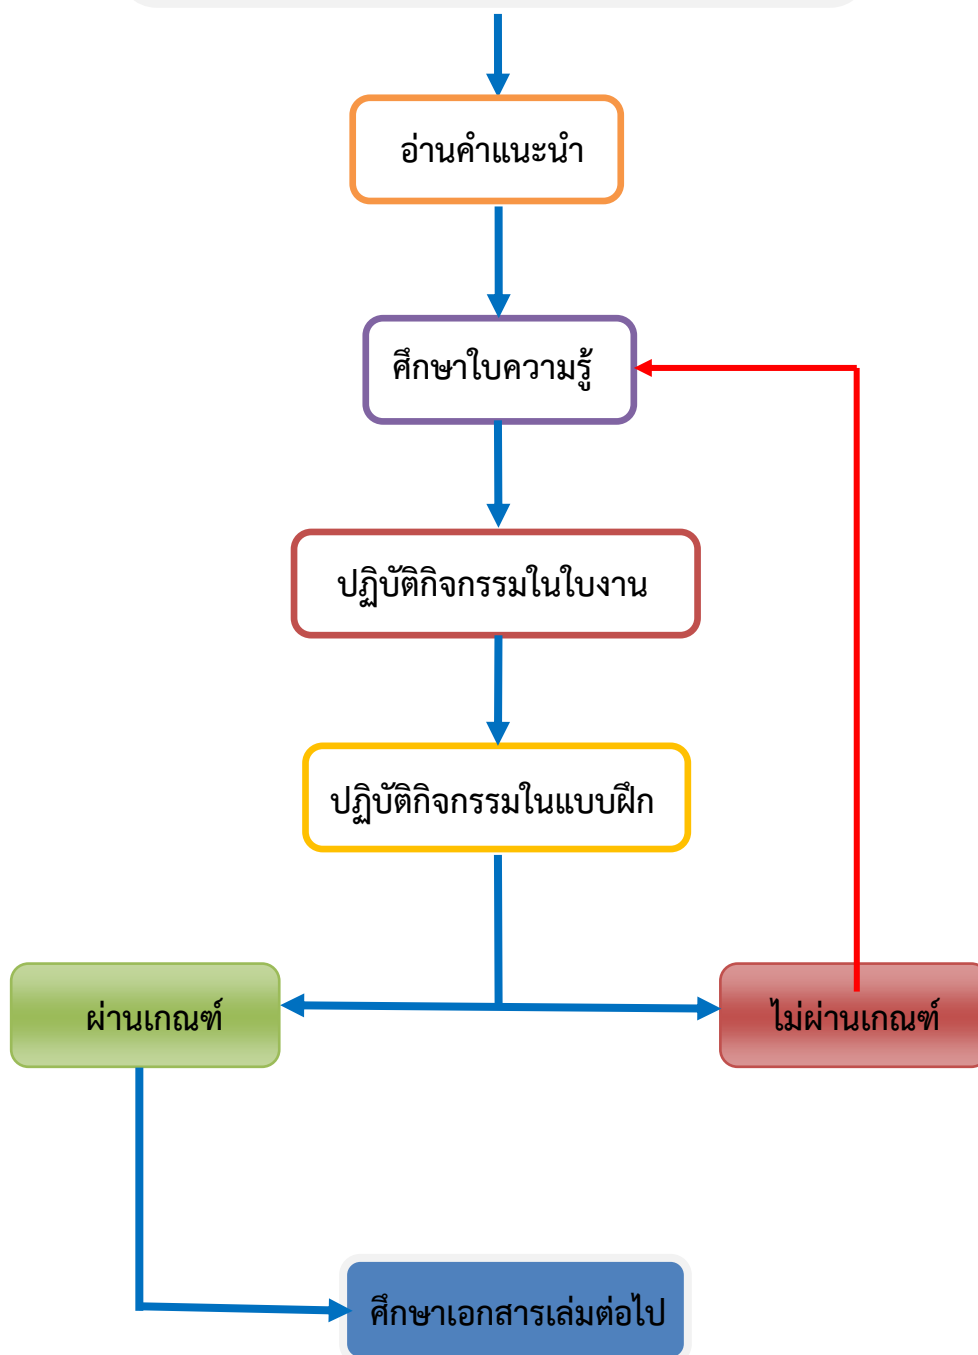 อ่านคำแนะนำ
ศึกษาใบความรู้
ปฏิบัติกิจกรรมในใบงาน
ปฏิบัติกิจกรรมในแบบฝึก
ผ่านเกณฑ์
ไม่ผ่านเกณฑ์
ศึกษาเอกสารเล่มต่อไป